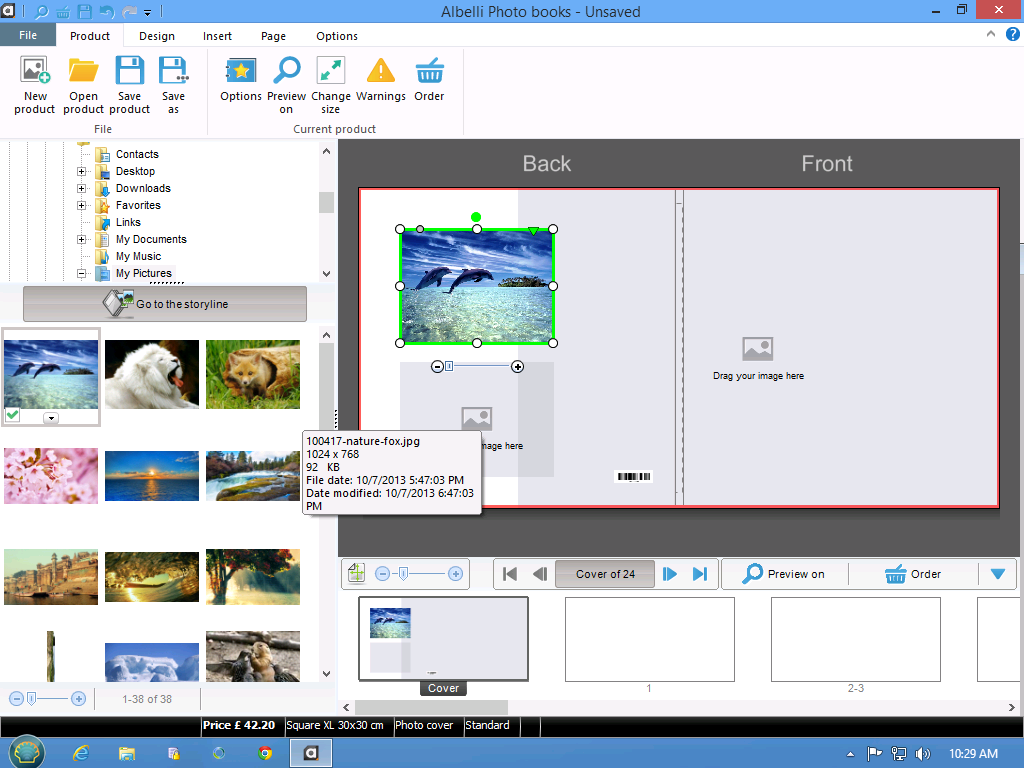 Albelli Photo books - Unsaved
File
Product
Design
Insert
Page
Options
New
product
Open
product
Save
product
Save
as
Options
Preview
on
Change
size
Warnings
Order
File
Current product
Contacts
Desktop
Downloads
Favorites
Links
My Documents
My Music
My Pictures
Go to the storyline
Back
Front
Drag your image here
mage here
100417-nature-fox.jpg
1024 x 768
92 KB
File date: 10/7/2013 5:47:03 PM
Date modified: 10/7/2013 6:47:03
PM
Cover of 24
Preview on
Order
Cover
1
2-3
1-38 of 38
Price £ 42.20
Square XL 30x30 cm
Photo cover
Standard
10:29 AM